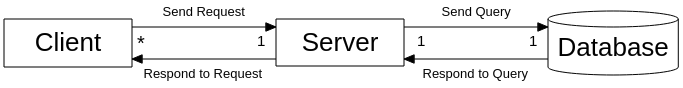 Send Request
Send Query
Client
*
1
Server
1
1
Database
Respond to Request
Respond to Query